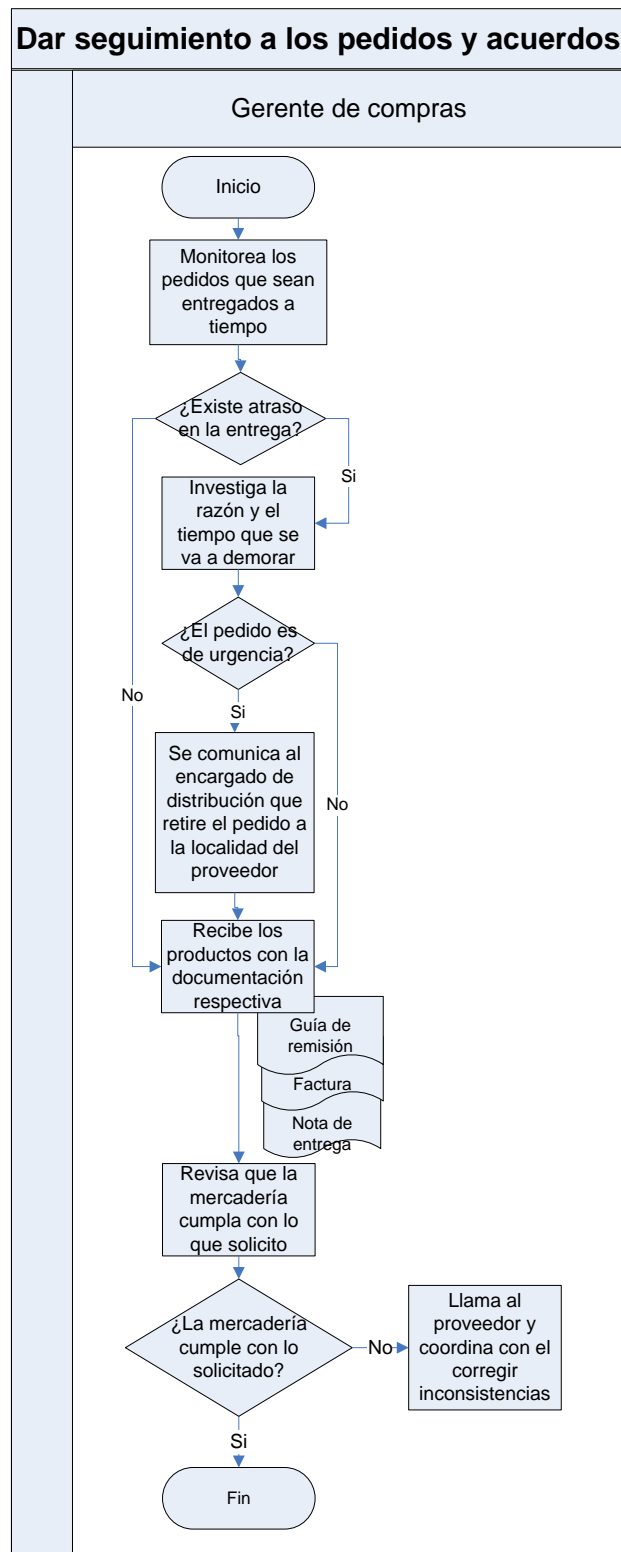 Dar seguimiento a los pedidos y acuerdos
Gerente de compras
Inicio
Monitorea los
pedidos que sean
entregados a
tiempo
¿Existe atraso
en la entrega?
Si
Investiga la
razón y el
tiempo que se
va a demorar
¿El pedido es
de urgencia?
No
Si
Se comunica al
encargado de
distribución que
retire el pedido a
la localidad del
proveedor
No
Recibe los
productos con la
documentación
respectiva
Guía de
remisión
Factura
Nota de
entrega
Revisa que la
mercadería
cumpla con lo
que solicito
¿La mercadería
cumple con lo
solicitado?
No
Llama al
proveedor y
coordina con el
corregir
inconsistencias
Si
Fin